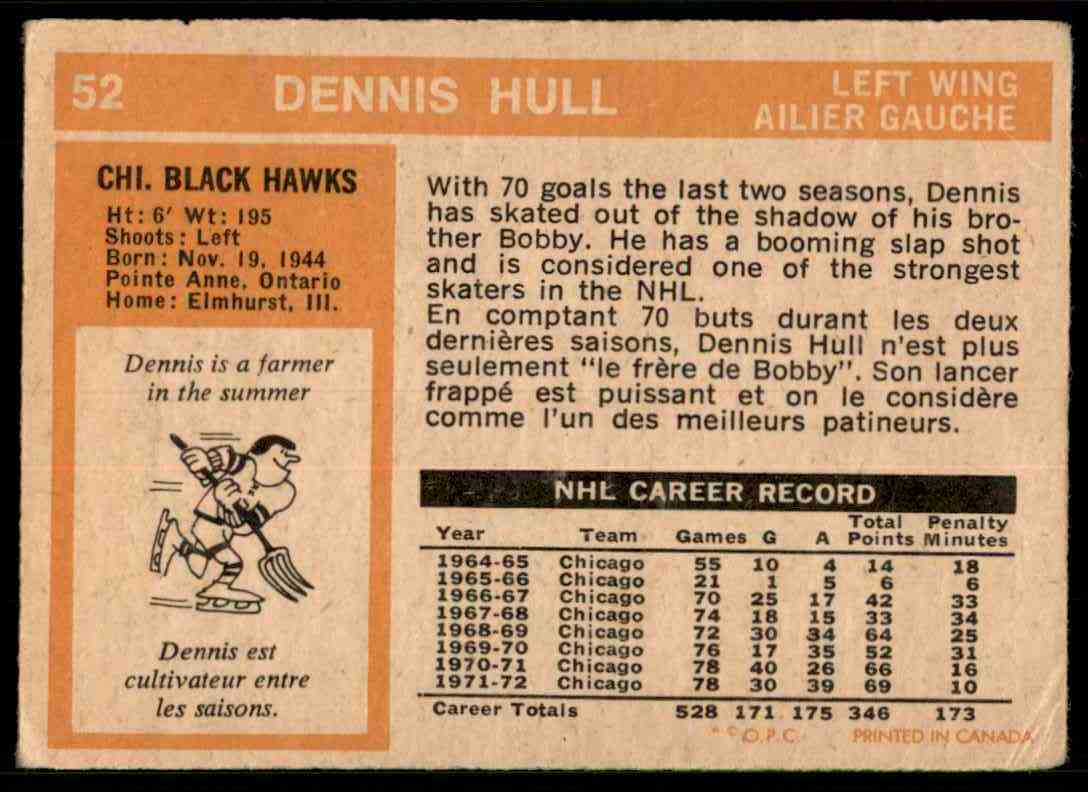 52 DENNIS HULL LEFT WING
AILIER GAUCHE
CHI. BLACK HAWKS
Ht: 6' Wt: 195
Shoots: Left
Born: Nov. 19, 1944
Pointe Anne, Ontario
Home: Elmhurst, Ill.
Dennis is a farmer
in the summer
Dennis est
cultivateur entre
les saisons.
With 70 goals the last two seasons, Dennis
has skated out of the shadow of his bro-
ther Bobby. He has a booming slap shot
and is considered one of the strongest
skaters in the NHL.
En comptant 70 buts durant les deux
dernières saisons, Dennis Hull n'est plus
seulement "le frère de Bobby". Son lancer
frappé est puissant et on le considère
comme l'un des meilleurs patineurs.
NHL CAREER RECORD
Year Team Games G A Total Points Penalty Minutes
1964-65 Chicago 55 10 4 14 18
1965-66 Chicago 21 1 5 6 6
1966-67 Chicago 70 25 17 42 33
1967-68 Chicago 74 18 15 33 34
1968-69 Chicago 72 30 34 64 25
1969-70 Chicago 76 17 35 52 31
1970-71 Chicago 78 40 26 66 16
1971-72 Chicago 78 30 39 69 10
Career Totals 528 171 175 346 173
* © O.P.C. PRINTED IN CANADA